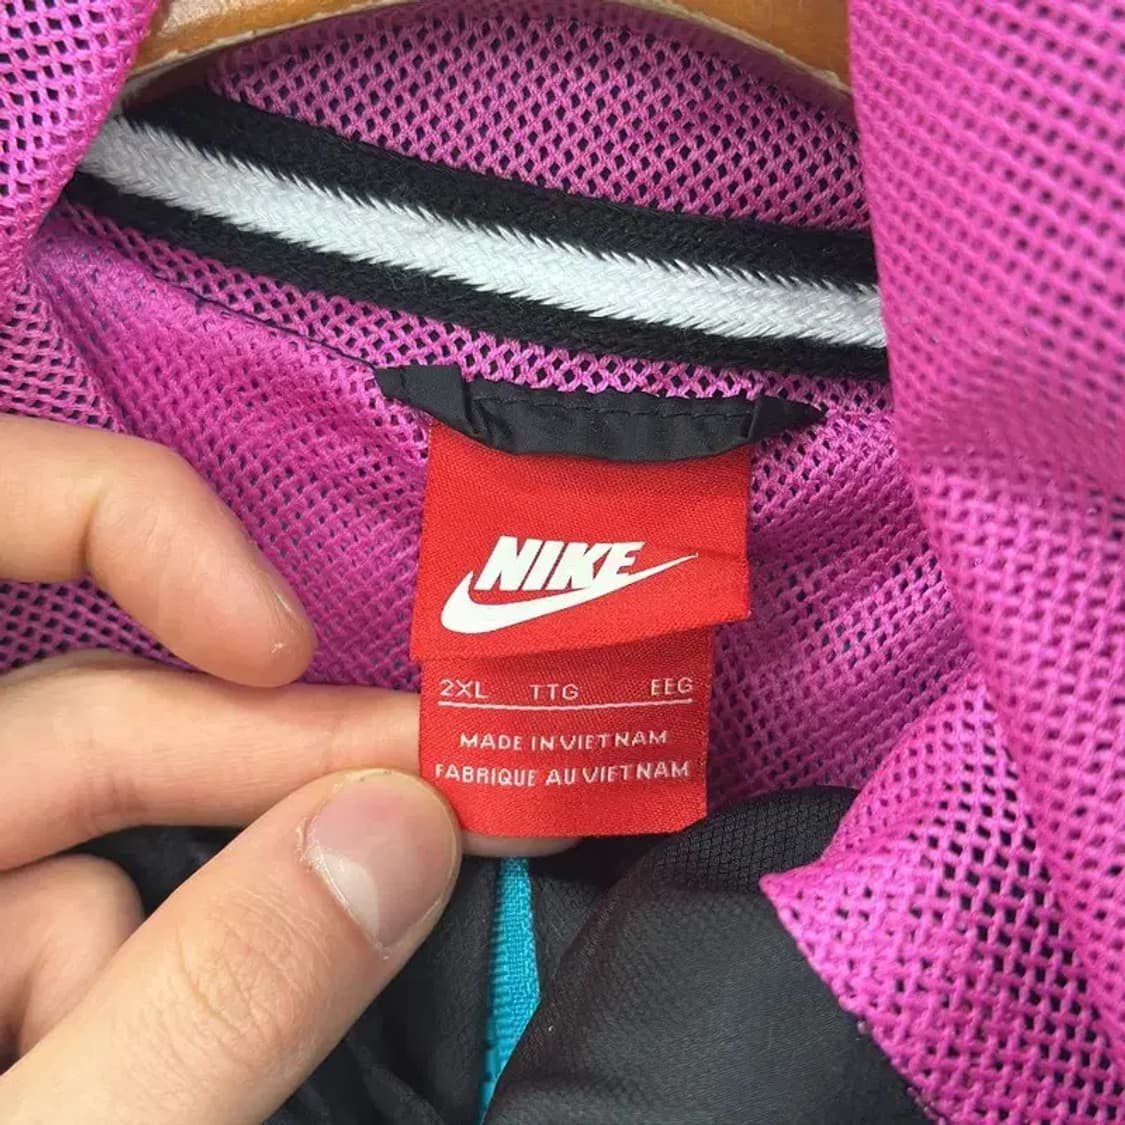 NIKE
2XL TTG EEG
MADE IN VIETNAM
FABRIQUE AU VIETNAM